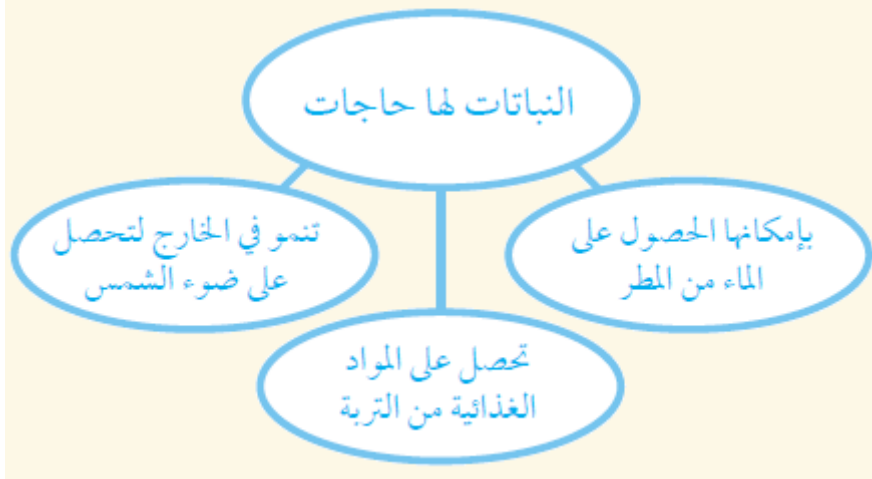 النباتات لها حاجات
بإمكانها الحصول على
الماء من المطر
تنمو في الخارج لتحصل
على ضوء الشمس
تحصل على المواد
الغذائية من التربة